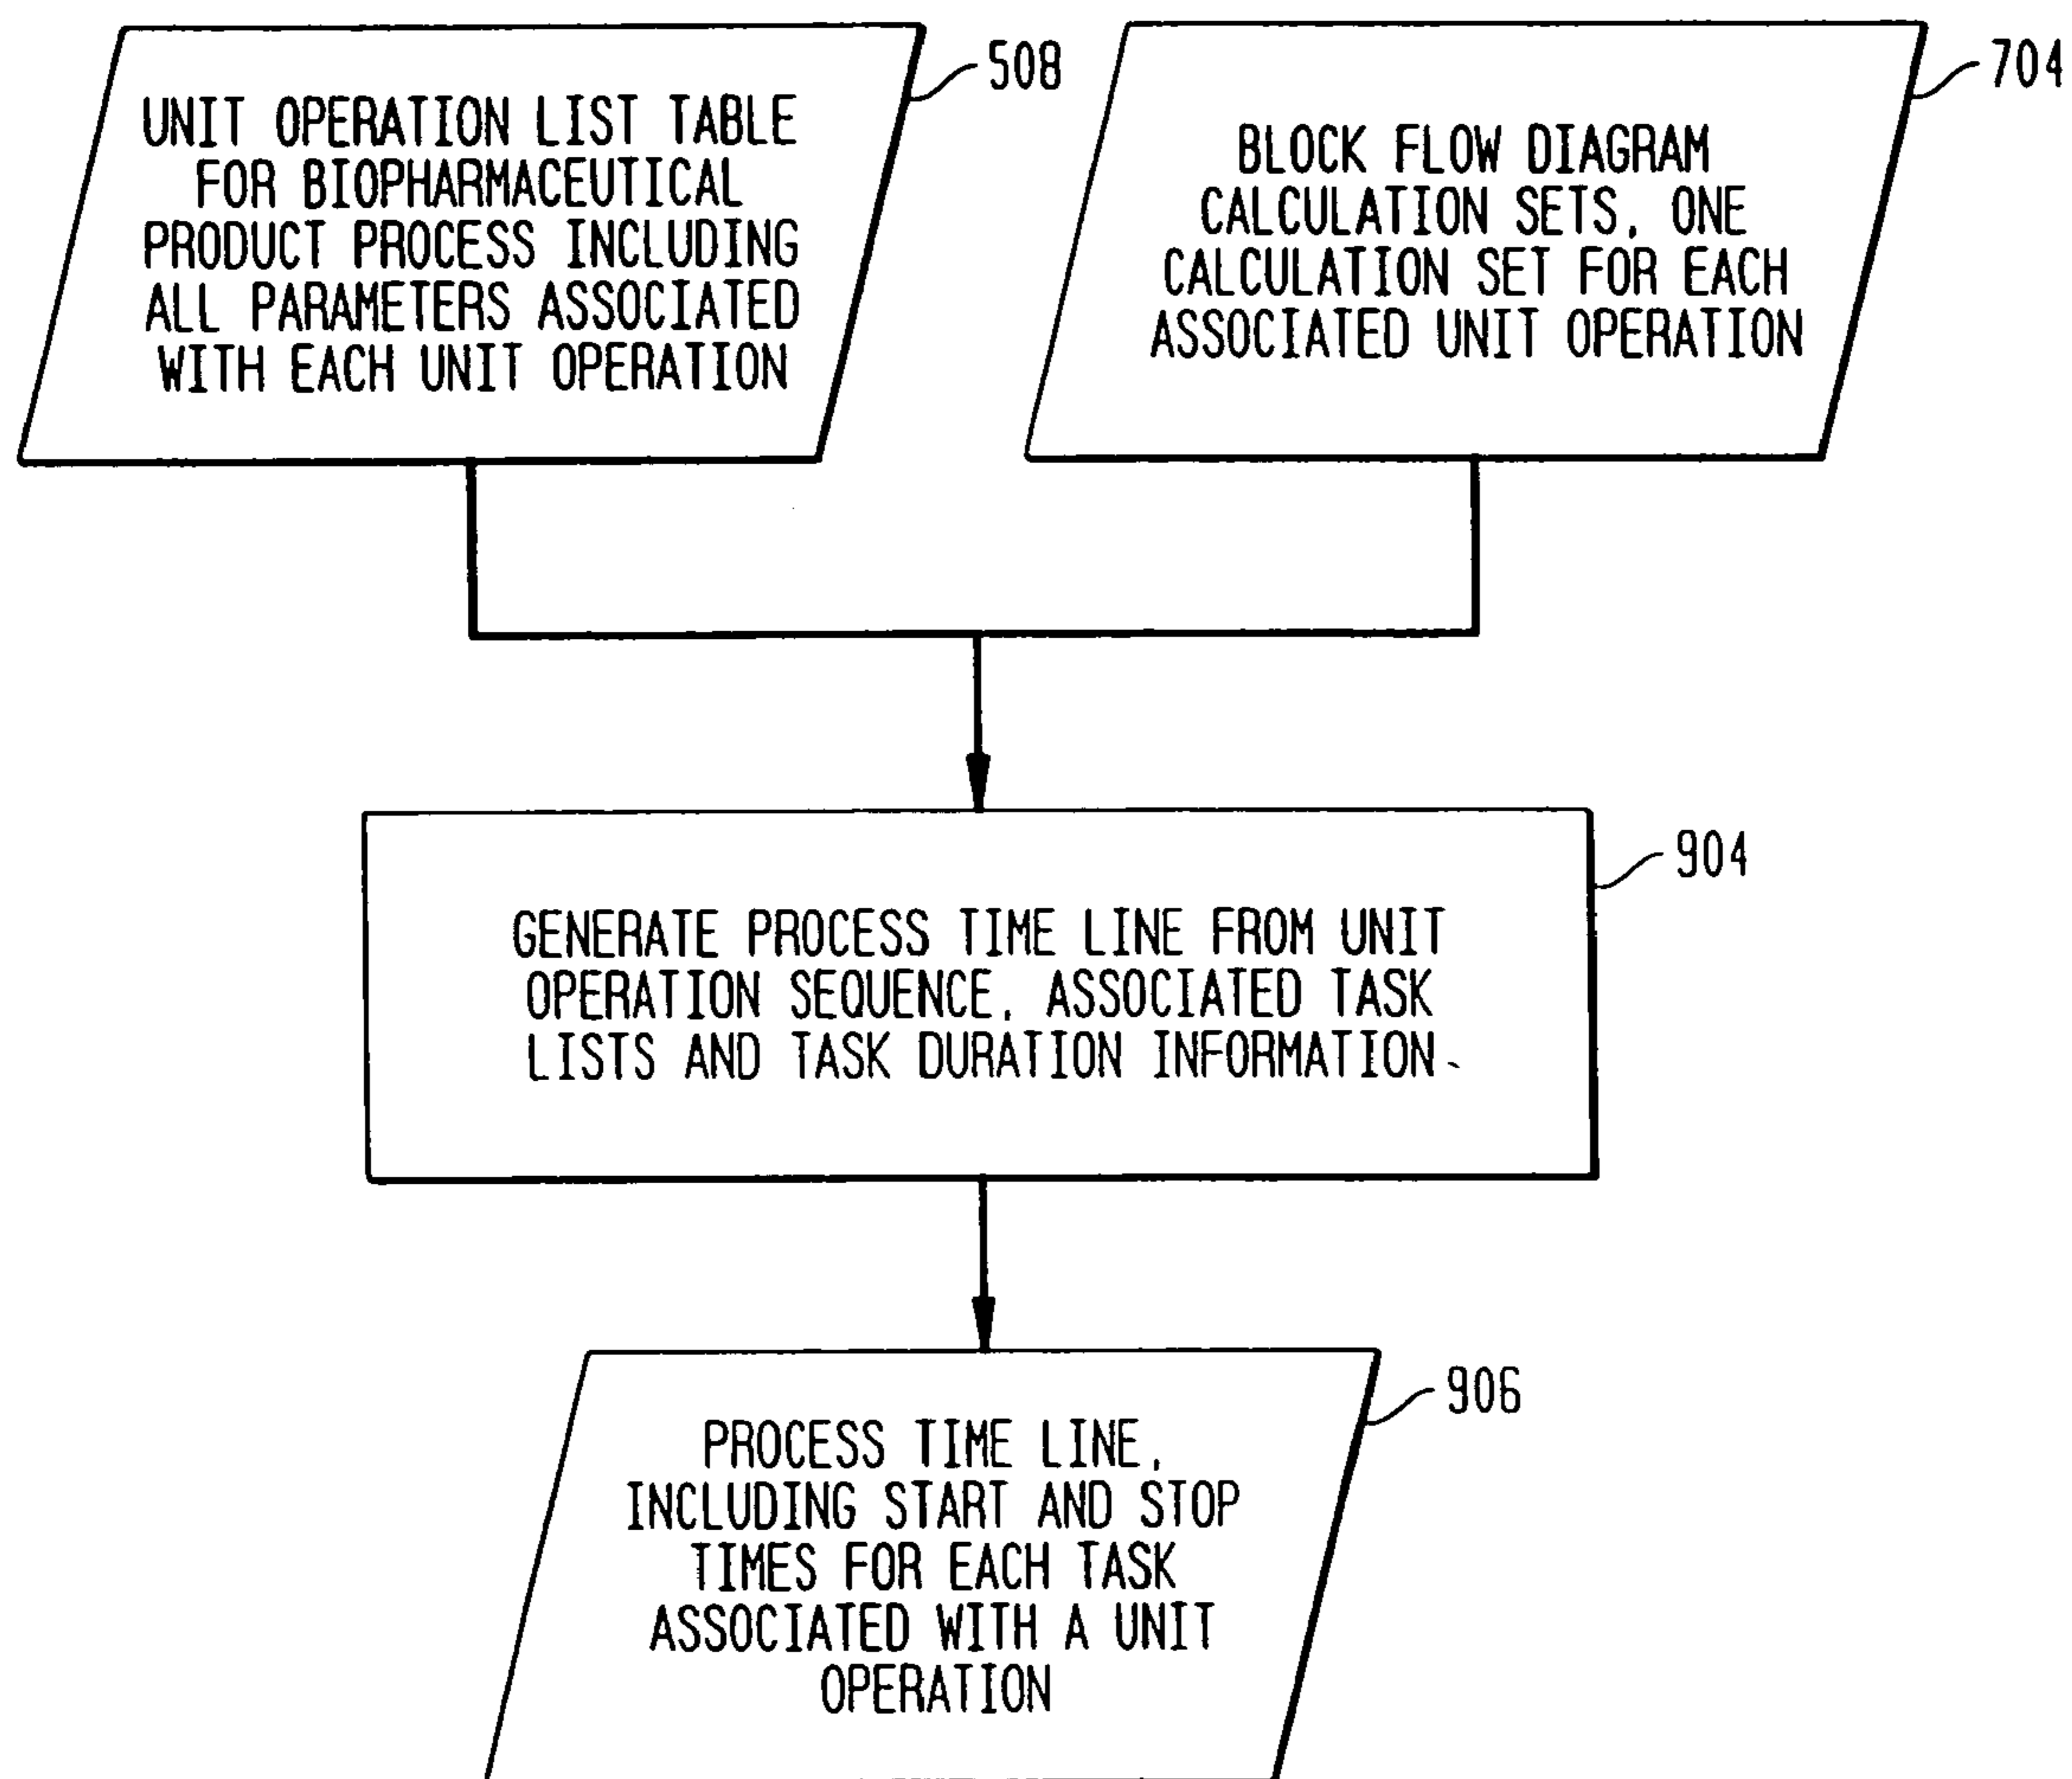 UNIT OPERATION LIST TABLE
FOR BIOPHARMACEUTICAL
PRODUCT PROCESS INCLUDING
ALL PARAMETERS ASSOCIATED
WITH EACH UNIT OPERATION
508
BLOCK FLOW DIAGRAM
CALCULATION SETS, ONE
CALCULATION SET FOR EACH
ASSOCIATED UNIT OPERATION
704
GENERATE PROCESS TIME LINE FROM UNIT
OPERATION SEQUENCE, ASSOCIATED TASK
LISTS AND TASK DURATION INFORMATION.
904
PROCESS TIME LINE,
INCLUDING START AND STOP
TIMES FOR EACH TASK
ASSOCIATED WITH A UNIT
OPERATION
906